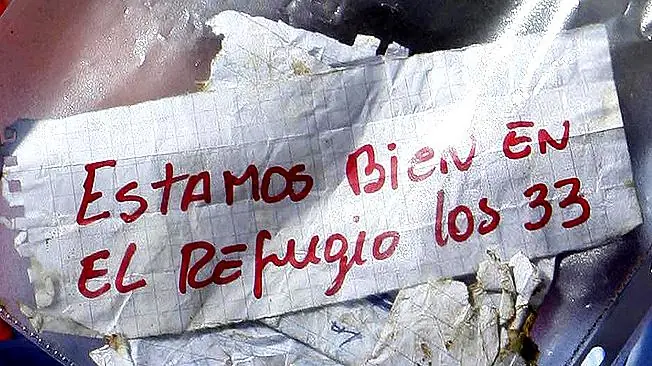 ESTAMOS BIEN EN
EL REFUGIO los 33